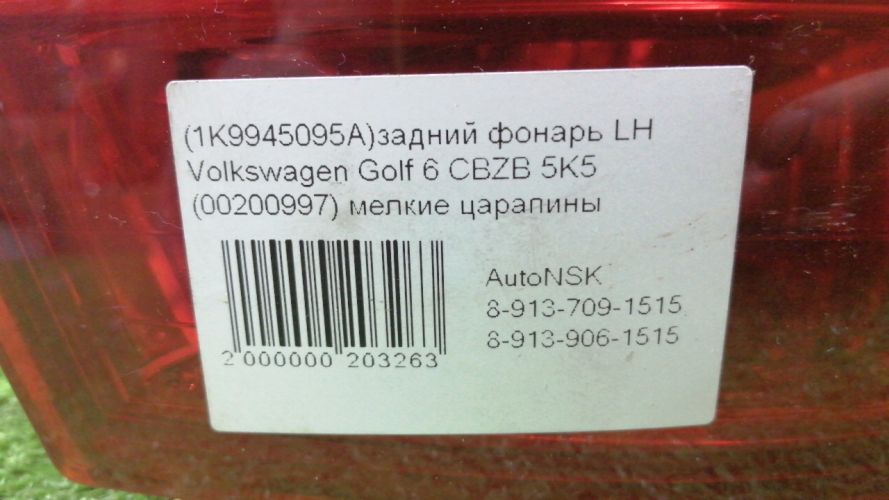 (1K9945095A)задний фонарь LH
Volkswagen Golf 6 CBZB 5K5
(00200997) мелкие царапины
AutoNSK
8-913-709-1515
8-913-906-1515
2 000000 203263